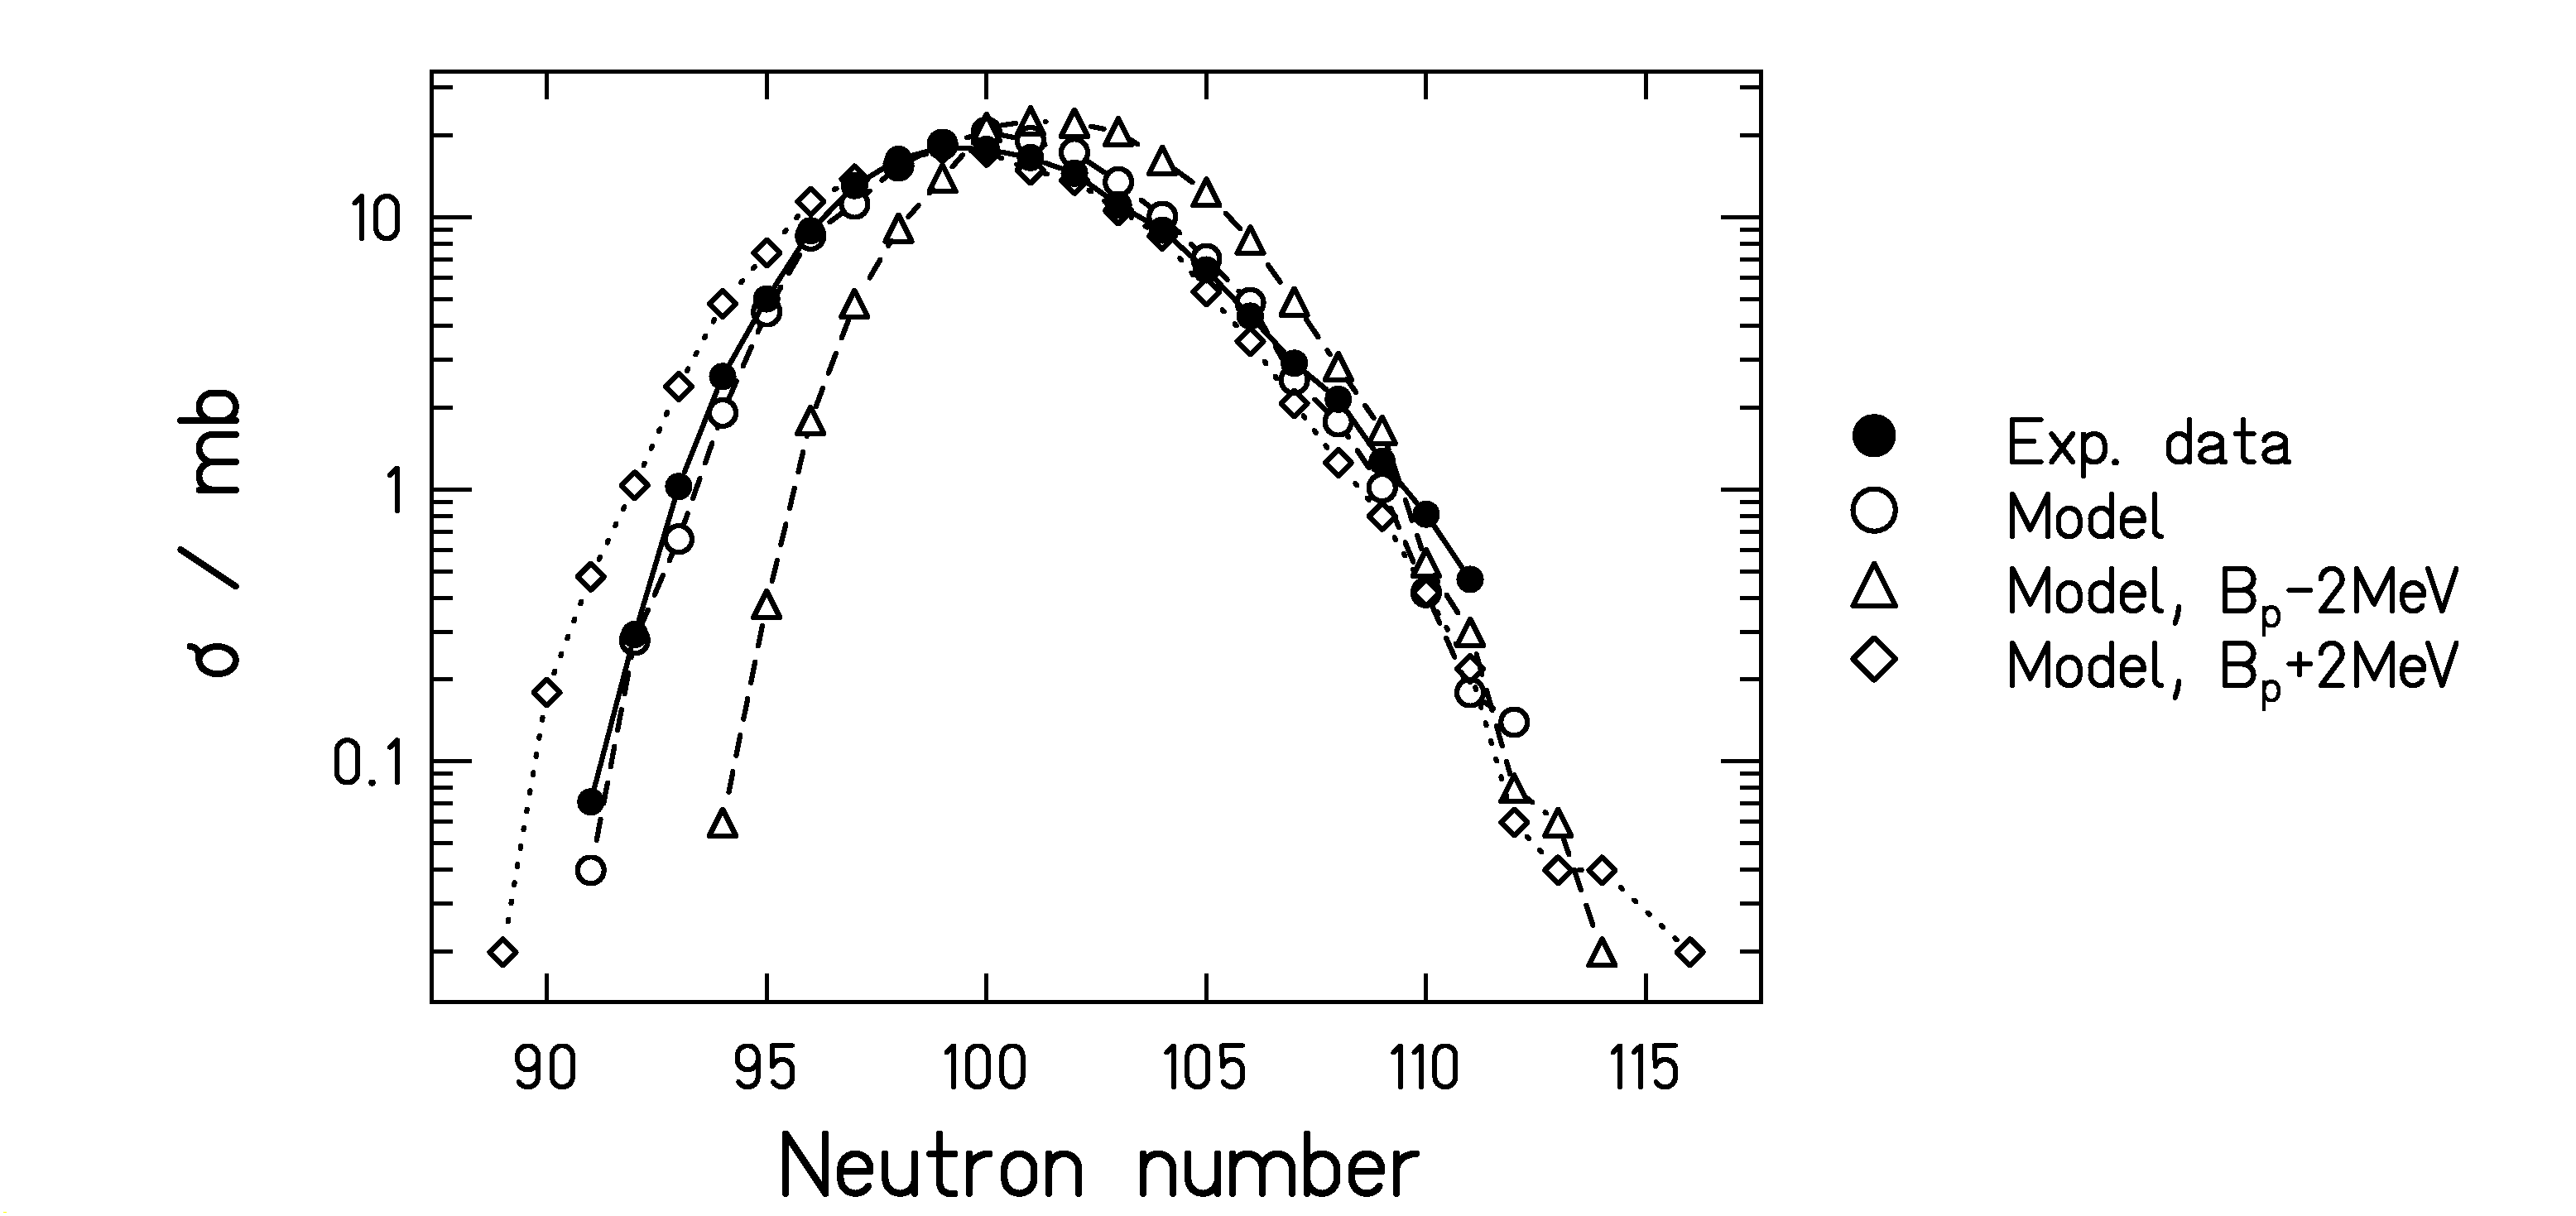 σ / mb
10
1
0.1
90 95 100 105 110 115
Neutron number
Exp. data
Model
Model, Bp-2MeV
Model, Bp+2MeV